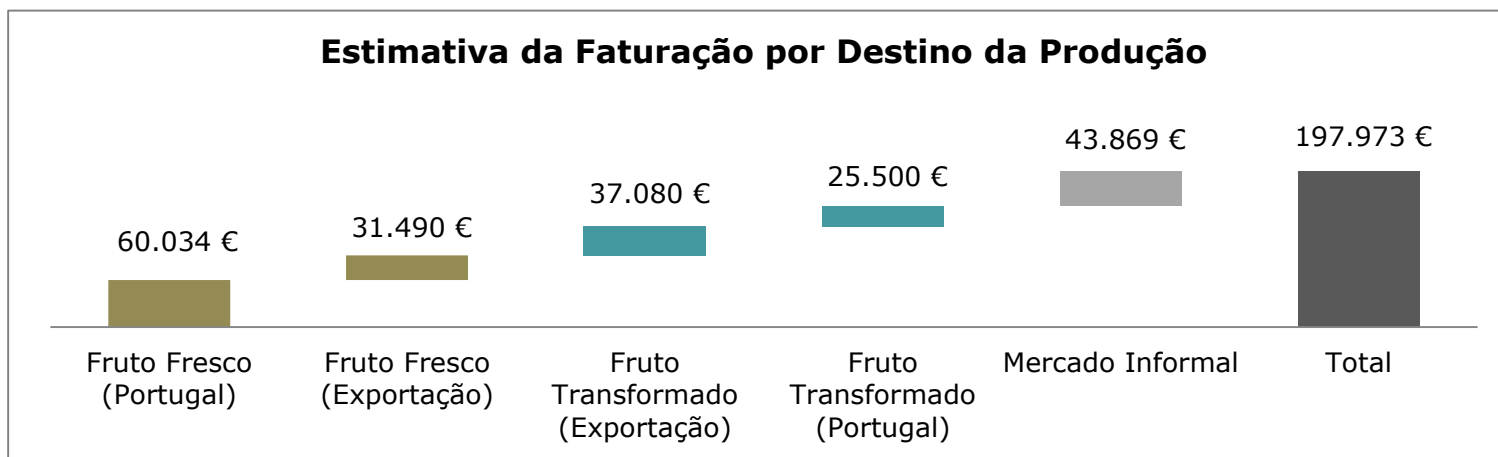 Estimativa da Faturação por Destino da Produção
60.034 €
31.490 €
37.080 €
25.500 €
43.869 €
197.973 €
Fruto Fresco
(Portugal)
Fruto Fresco
(Exportação)
Fruto
Transformado
(Exportação)
Fruto
Transformado
(Portugal)
Mercado Informal
Total